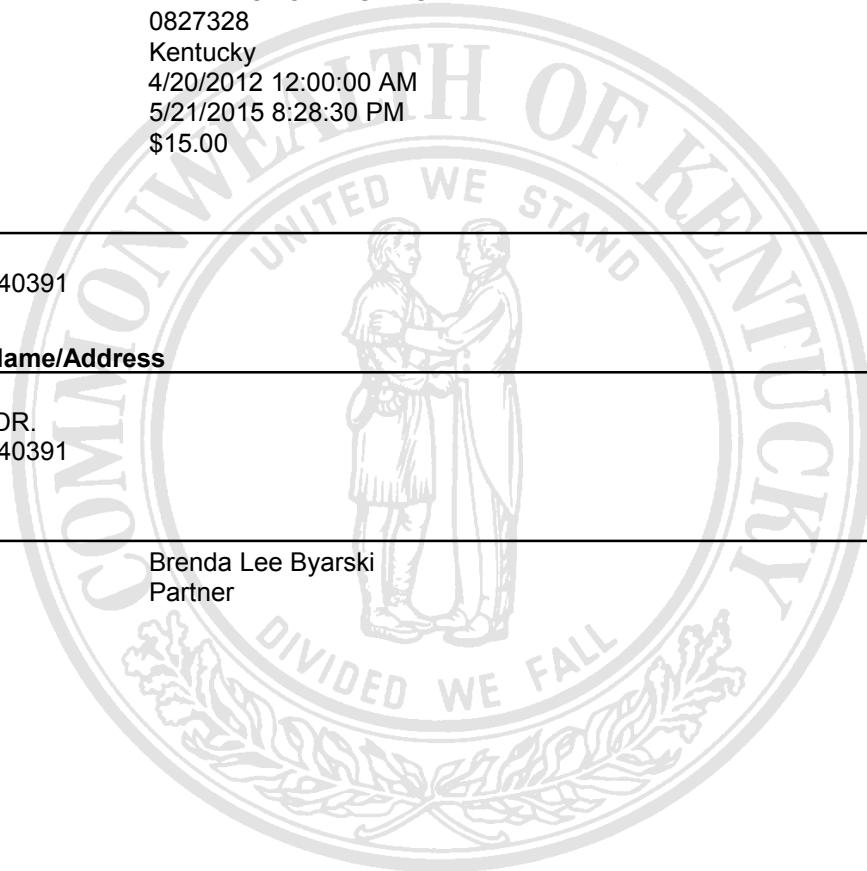 0827328
Kentucky
4/20/2012 12:00:00 AM
5/21/2015 8:28:30 PM
$15.00
COMMONWEALTH OF KENTUCKY
UNITED WE STAND
40391
Name/Address
DR.
40391
Brenda Lee Byarski
Partner
DIVIDED WE FALL